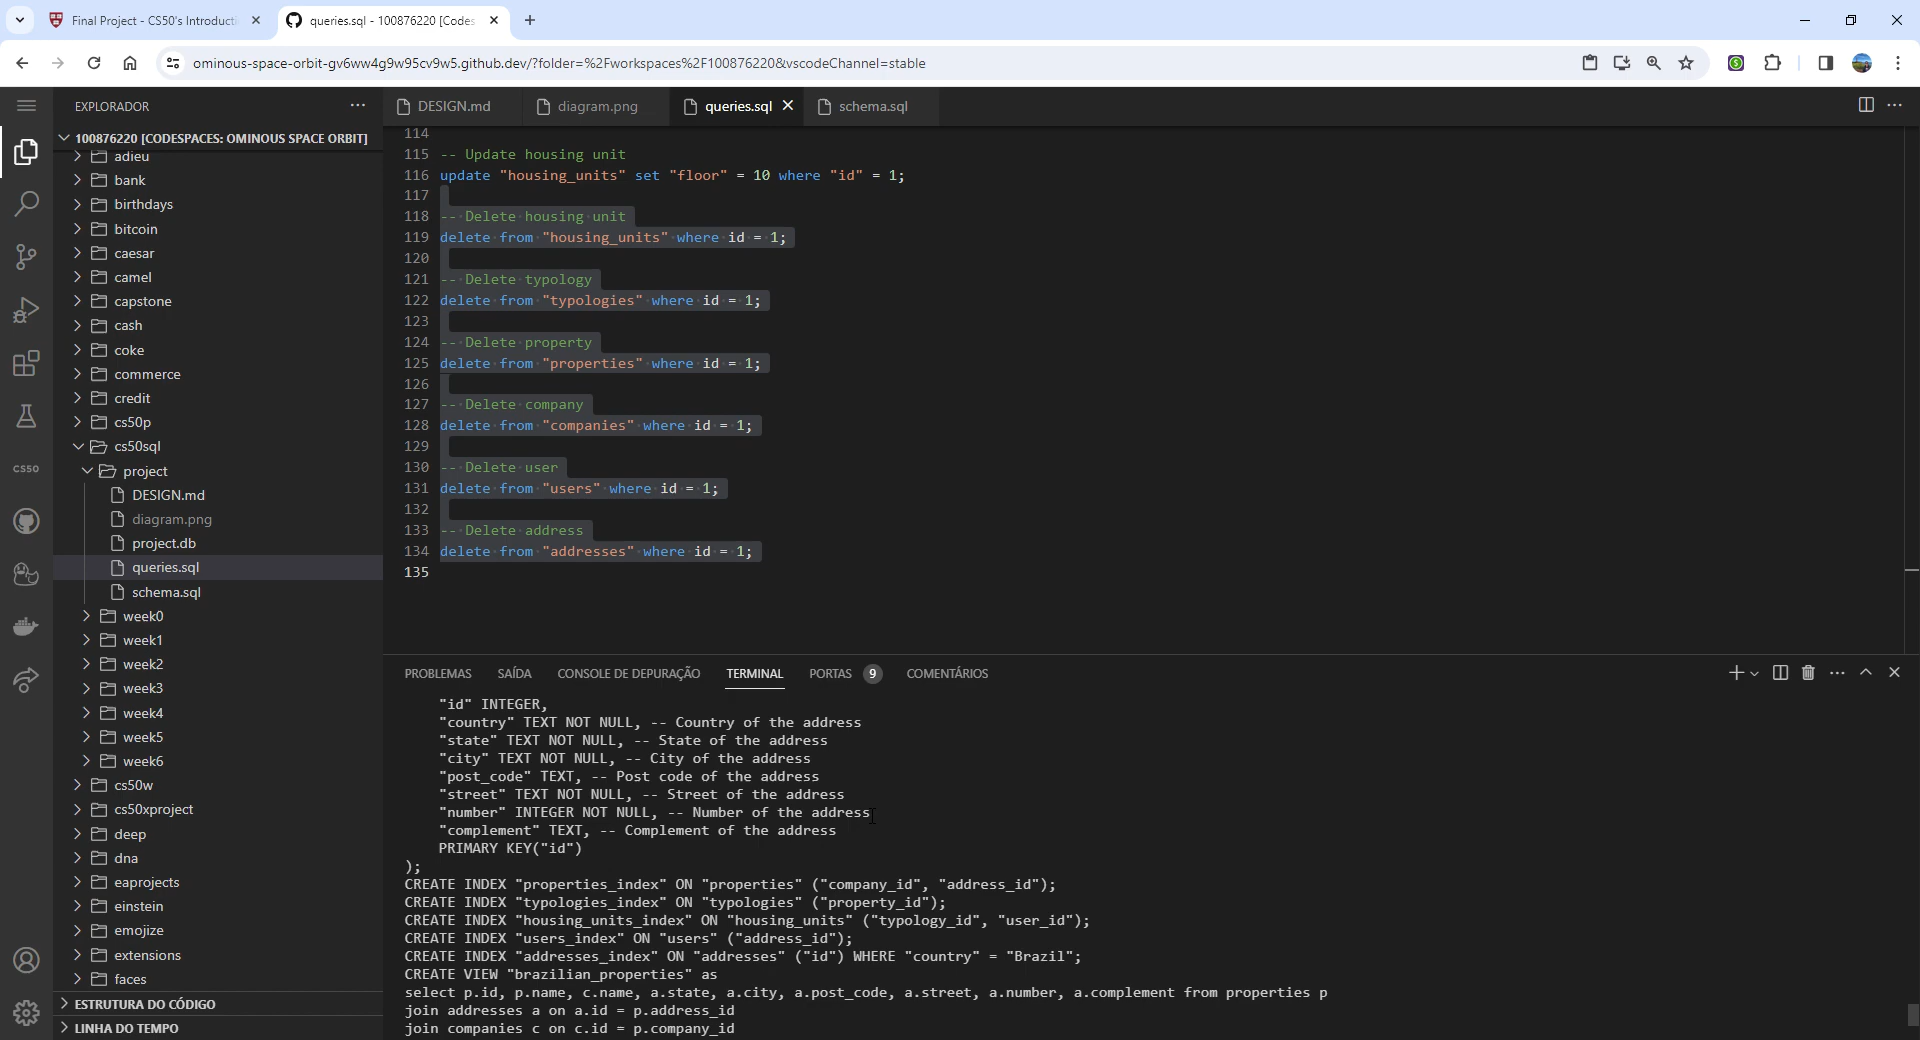 Final Project - CS50's Introducti
queries.sql - 100876220 [Codes
ominous-space-orbit-gv6ww4g9w95cv9w5.github.dev/?folder=%2Fworkspaces%2F100876220&vscodeChannel=stable
EXPLORADOR
100876220 [CODESPACES: OMINOUS SPACE ORBIT]
adieu
bank
birthdays
bitcoin
caesar
camel
capstone
cash
coke
commerce
credit
cs50p
cs50sql
project
DESIGN.md
diagram.png
project.db
queries.sql
schema.sql
week0
week1
week2
week3
week4
week5
week6
cs50w
cs50xproject
deep
dna
eaprojects
einstein
emojize
extensions
faces
ESTRUTURA DO CÓDIGO
LINHA DO TEMPO
CS50
DESIGN.md diagram.png queries.sql schema.sql
114
115 -- Update housing unit
116 update "housing_units" set "floor" = 10 where "id" = 1;
117
118 -- Delete housing unit
119 delete from "housing_units" where id = 1;
120
121 -- Delete typology
122 delete from "typologies" where id = 1;
123
124 -- Delete property
125 delete from "properties" where id = 1;
126
127 -- Delete company
128 delete from "companies" where id = 1;
129
130 -- Delete user
131 delete from "users" where id = 1;
132
133 -- Delete address
134 delete from "addresses" where id = 1;
135
PROBLEMAS SAÍDA CONSOLE DE DEPURAÇÃO TERMINAL PORTAS 9 COMENTÁRIOS
"id" INTEGER,
"country" TEXT NOT NULL, -- Country of the address
"state" TEXT NOT NULL, -- State of the address
"city" TEXT NOT NULL, -- City of the address
"post_code" TEXT, -- Post code of the address
"street" TEXT NOT NULL, -- Street of the address
"number" INTEGER NOT NULL, -- Number of the address
"complement" TEXT, -- Complement of the address
PRIMARY KEY("id")
);
CREATE INDEX "properties_index" ON "properties" ("company_id", "address_id");
CREATE INDEX "typologies_index" ON "typologies" ("property_id");
CREATE INDEX "housing_units_index" ON "housing_units" ("typology_id", "user_id");
CREATE INDEX "users_index" ON "users" ("address_id");
CREATE INDEX "addresses_index" ON "addresses" ("id") WHERE "country" = "Brazil";
CREATE VIEW "brazilian_properties" as
select p.id, p.name, c.name, a.state, a.city, a.post_code, a.street, a.number, a.complement from properties p
join addresses a on a.id = p.address_id
join companies c on c.id = p.company_id